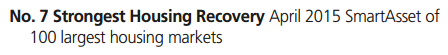 No. 7 Strongest Housing Recovery April 2015 SmartAsset of
100 largest housing markets